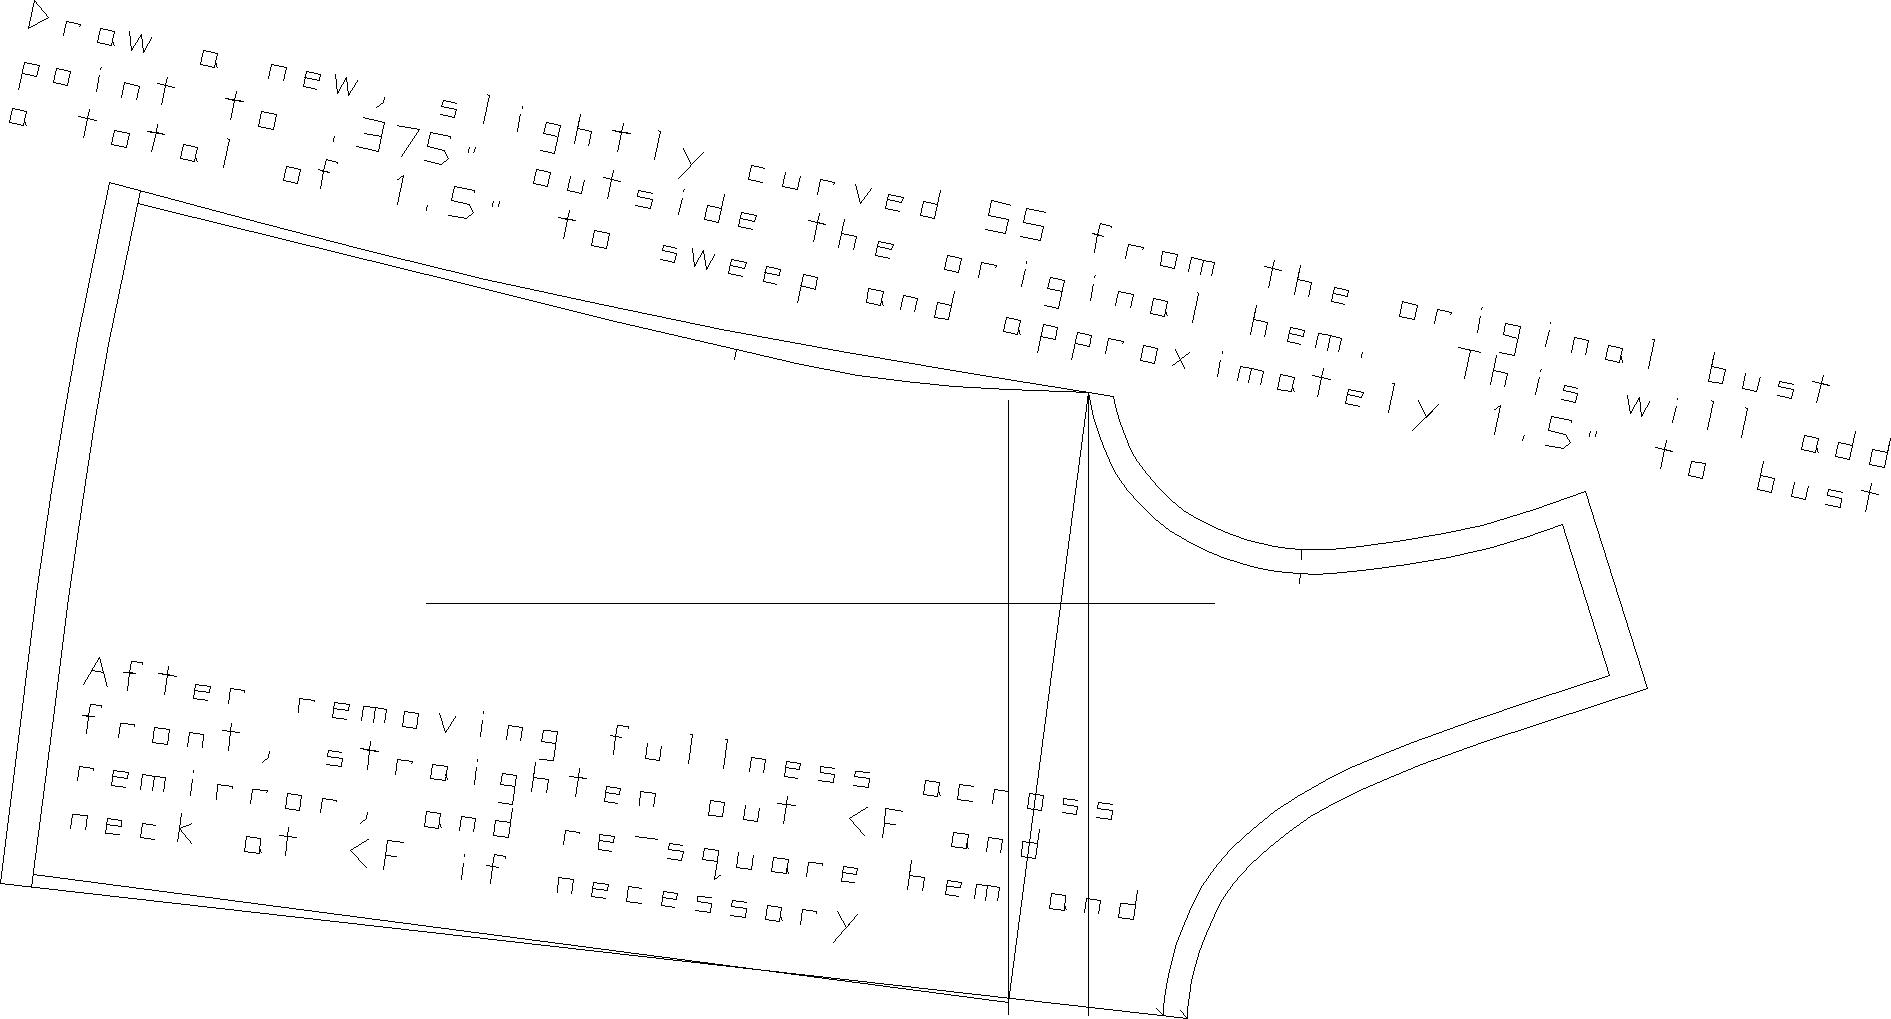 Draw a new, slightly curved SS from the original bust
point to .375" outside the original hem. This will add
a total of 1.5" to sweep and approximately 1.5" to bust
After removing fullness across
front, straighten out <F and
remirror, and re-square hem and
neck at <F if necessary